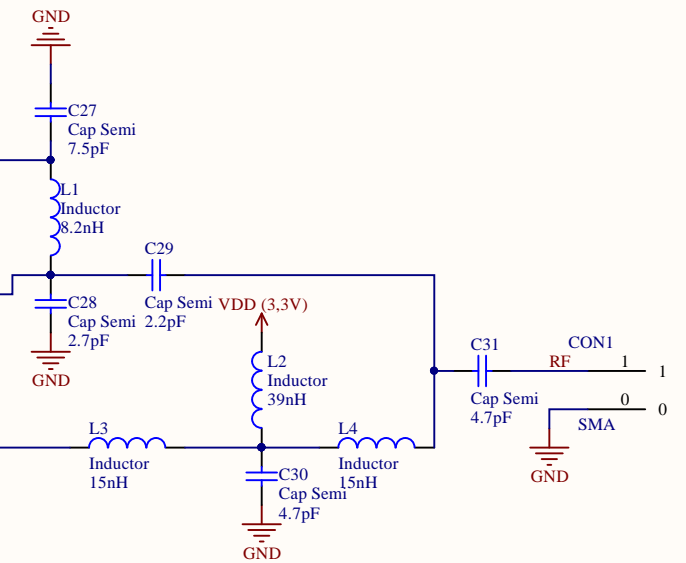 GND
C27
Cap Semi
7.5pF
L1
Inductor
8.2nH
C29
Cap Semi
2.2pF
C28
Cap Semi
2.7pF
GND
VDD (3,3V)
L2
Inductor
39nH
C31
Cap Semi
4.7pF
RF
CON1
1
1
0
0
SMA
GND
L3
Inductor
15nH
L4
Inductor
15nH
C30
Cap Semi
4.7pF
GND